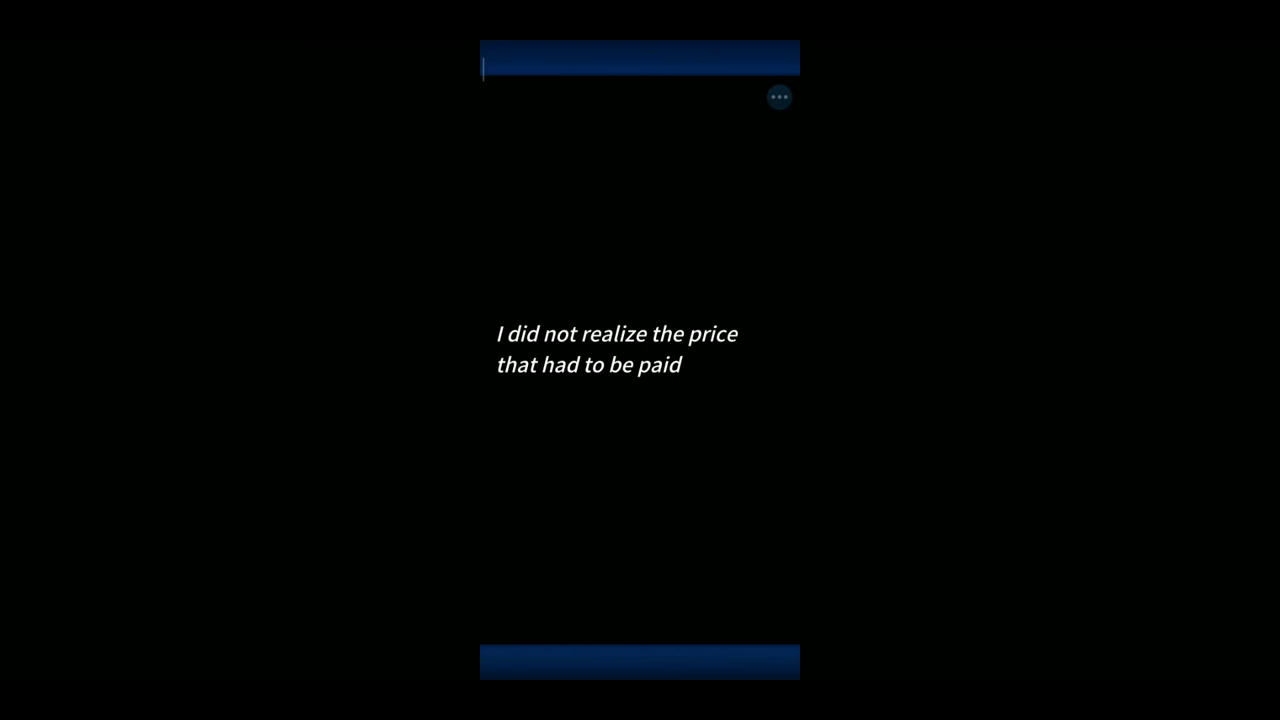 I did not realize the price
that had to be paid